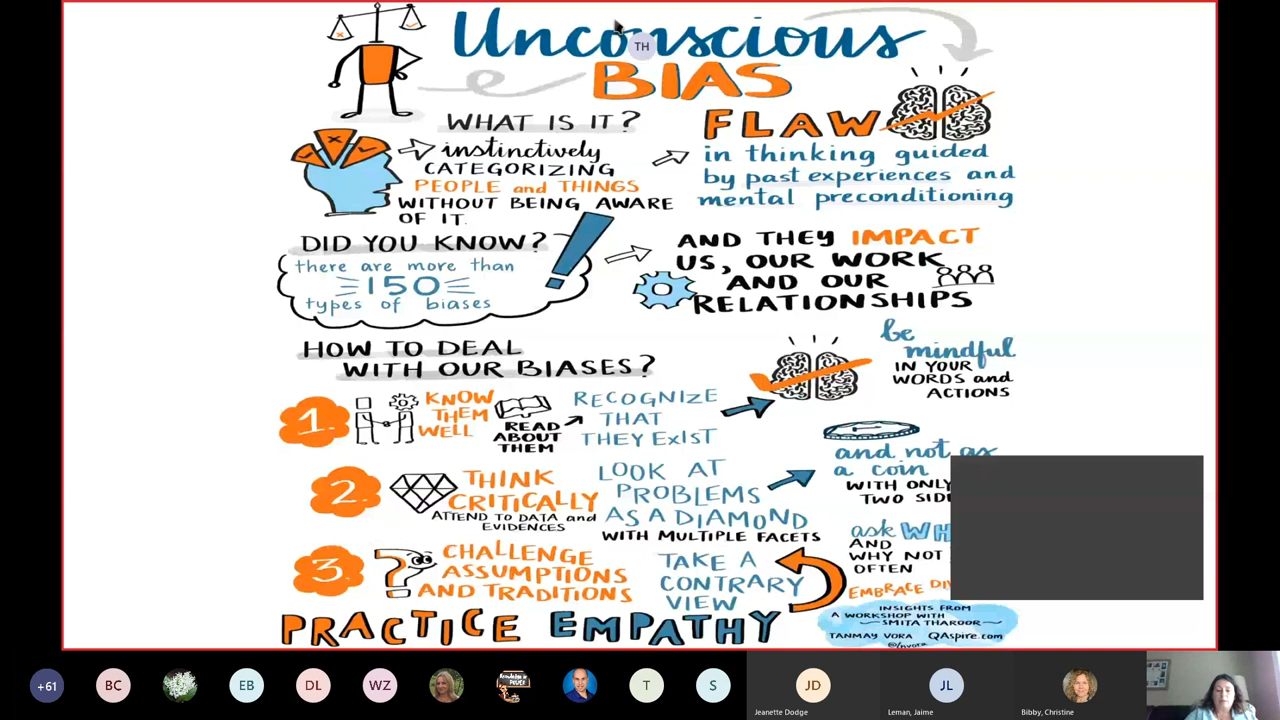 Unconscious
TH
BIAS
WHAT IS IT?
instinctively
CATEGORIZING
PEOPLE and THINGS
WITHOUT BEING AWARE
OF IT.
FLAW
in thinking guided
by past experiences and
mental preconditioning
DID YOU KNOW?
there are more than
150
types of biases
AND THEY IMPACT
US, OUR WORK
AND OUR
RELATIONSHIPS
HOW TO DEAL
WITH OUR BIASES?
be
mindful
IN YOUR
WORDS and
ACTIONS
1.
KNOW
THEM
WELL
READ
ABOUT
THEM
RECOGNIZE
THAT
THEY EXIST
2.
THINK
CRITICALLY
ATTEND TO DATA and
EVIDENCES
LOOK AT
PROBLEMS
AS A DIAMOND
WITH MULTIPLE FACETS
and not as
a coin
WITH ONLY
TWO SID
3.
?
CHALLENGE
ASSUMPTIONS
AND TRADITIONS
TAKE A
CONTRARY
VIEW
ask WH
AND
WHY NOT
OFTEN
EMBRACE DI
PRACTICE EMPATHY
INSIGHTS FROM
A WORKSHOP WITH
SMITA THAROOR
TANMAY VORA QAspire.com
+61
BC
EB
DL
WZ
T
S
JD
Jeanette Dodge
JL
Leman, Jaime
Bibby, Christine